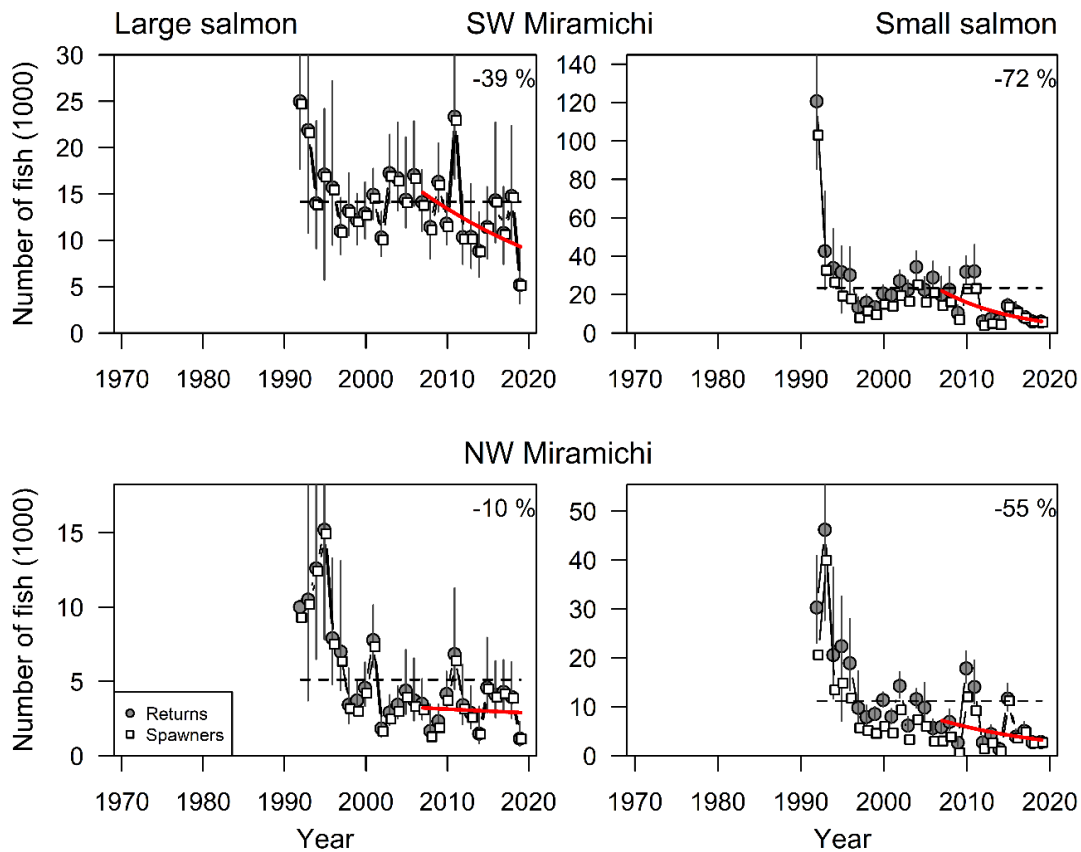 Large salmon SW Miramichi Small salmon
Number of fish (1000)
30
25
20
15
10
5
0
-39 %
1970 1980 1990 2000 2010 2020
140
120
100
80
60
40
20
0
-72 %
1970 1980 1990 2000 2010 2020
NW Miramichi
Number of fish (1000)
15
10
5
0
-10 %
Returns
Spawners
1970 1980 1990 2000 2010 2020
Year
50
40
30
20
10
0
-55 %
1970 1980 1990 2000 2010 2020
Year